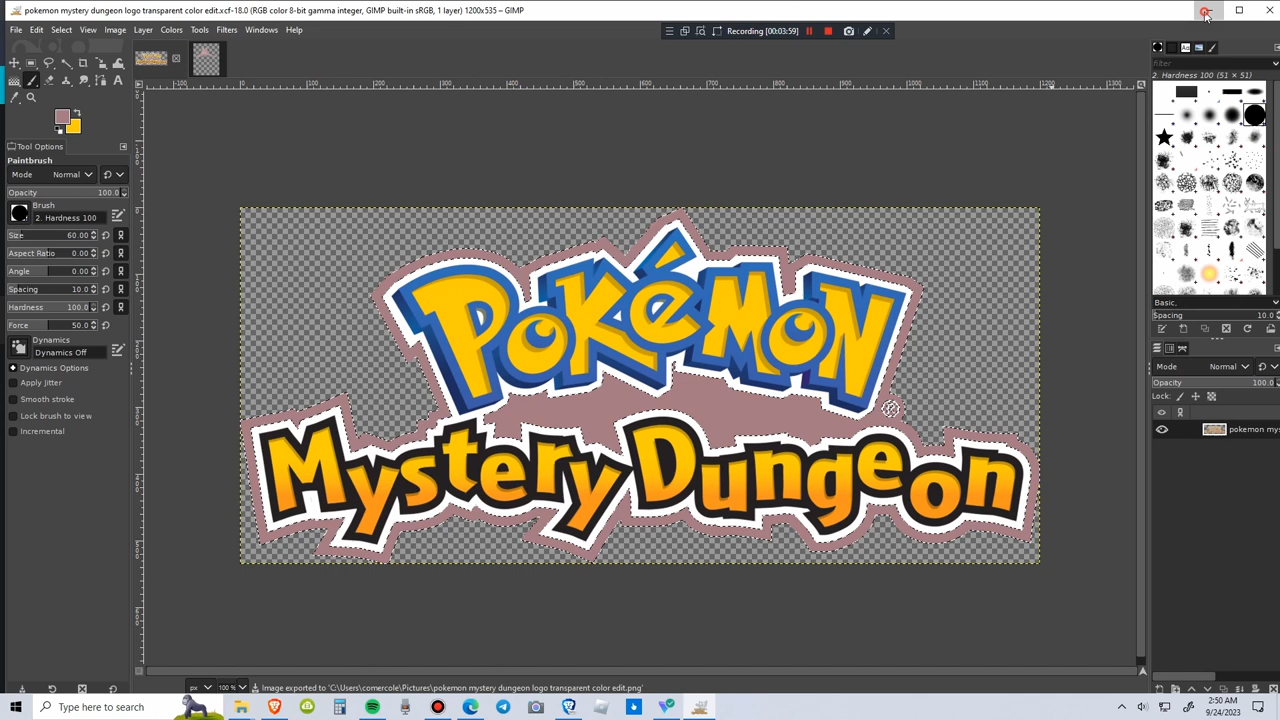 pokemon mystery dungeon logo transparent color edit.xcf-18.0 (RGB color 8-bit gamma integer, GIMP built-in sRGB, 1 layer) 1200x535 – GIMP
File Edit Select View Image Layer Colors Tools Filters Windows Help
Recording [00:03:59]
filter
2. Hardness 100 (51 × 51)
Tool Options
Paintbrush
Mode Normal
Opacity 100.0
Brush
2. Hardness 100
Size 60.00
Aspect Ratio 0.00
Angle 0.00
Spacing 10.0
Hardness 100.0
Force 50.0
Dynamics
Dynamics Off
Dynamics Options
Apply Jitter
Smooth stroke
Lock brush to view
Incremental
Pokémon
Mystery Dungeon
Basic,
Spacing 10.0
Mode Normal
Opacity 100.0
Lock:
pokemon mys
px 100 % Image exported to 'C:\Users\comercole\Pictures\pokemon mystery dungeon logo transparent color edit.png'
Type here to search
2:50 AM
9/24/2023